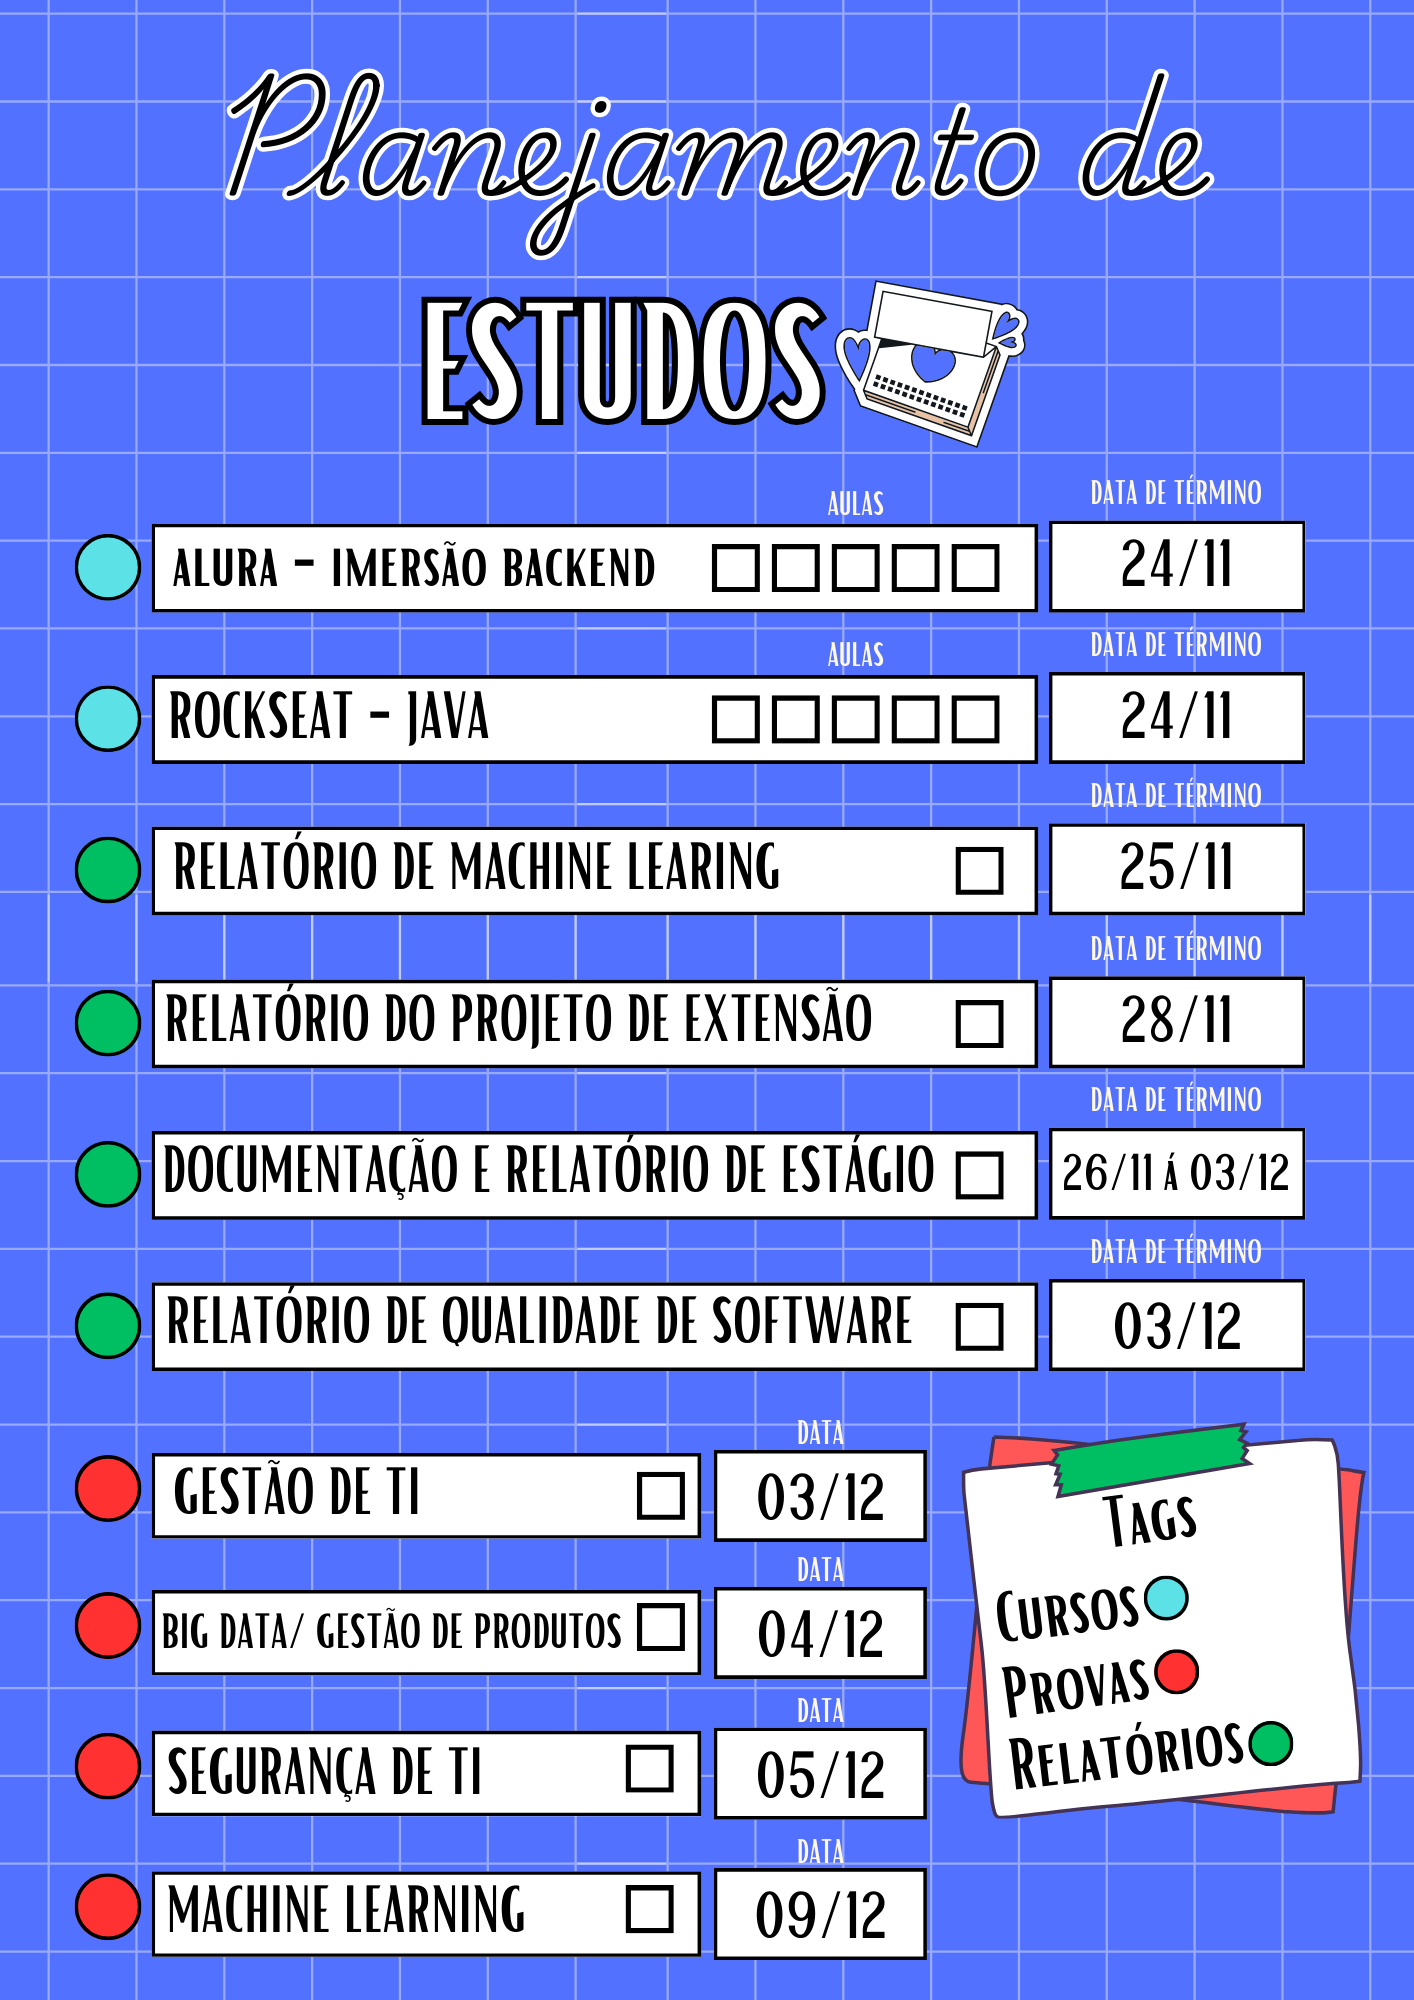 Planejamento de
ESTUDOS
AULAS
DATA DE TÉRMINO
ALURA - IMERSÃO BACKEND
24/11
AULAS
DATA DE TÉRMINO
ROCKSEAT - JAVA
24/11
DATA DE TÉRMINO
RELATÓRIO DE MACHINE LEARING
25/11
DATA DE TÉRMINO
RELATÓRIO DO PROJETO DE EXTENSÃO
28/11
DATA DE TÉRMINO
DOCUMENTAÇÃO E RELATÓRIO DE ESTÁGIO
26/11 Á 03/12
DATA DE TÉRMINO
RELATÓRIO DE QUALIDADE DE SOFTWARE
03/12
DATA
GESTÃO DE TI
03/12
DATA
BIG DATA/ GESTÃO DE PRODUTOS
04/12
DATA
SEGURANÇA DE TI
05/12
DATA
MACHINE LEARNING
09/12
TAGS
CURSOS
PROVAS
RELATÓRIOS